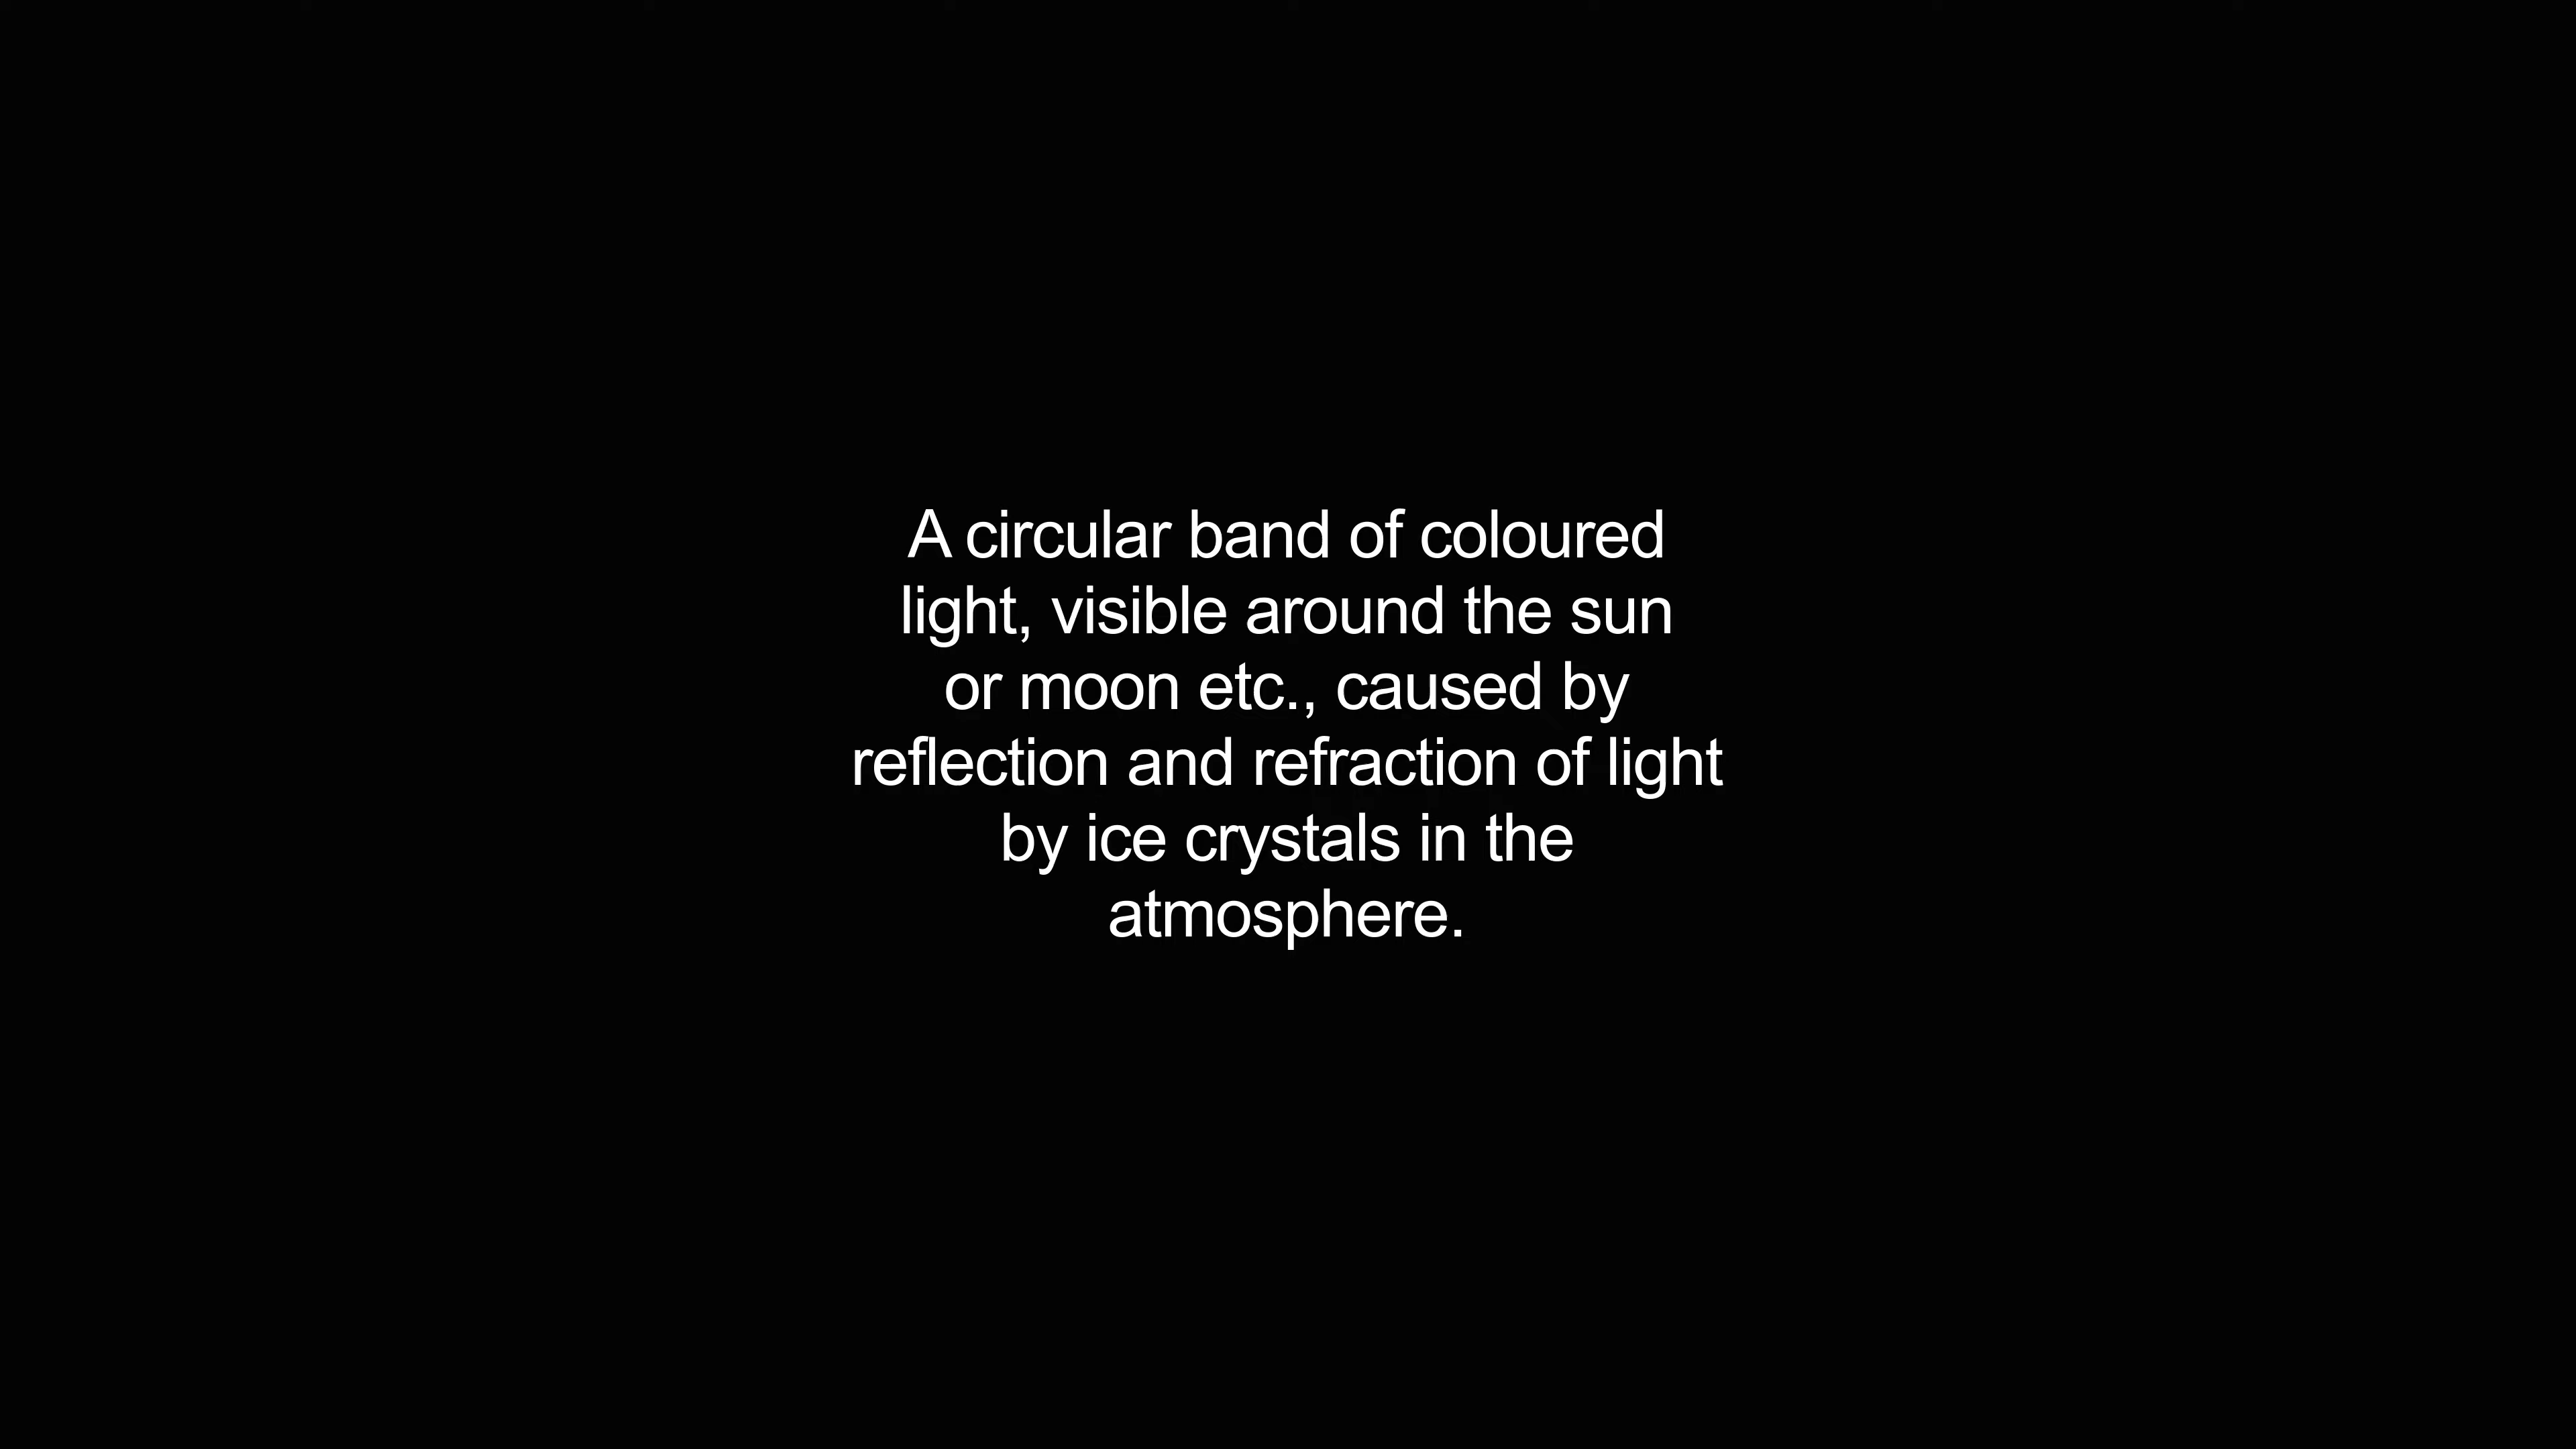 A circular band of coloured
light, visible around the sun
or moon etc., caused by
reflection and refraction of light
by ice crystals in the
atmosphere.